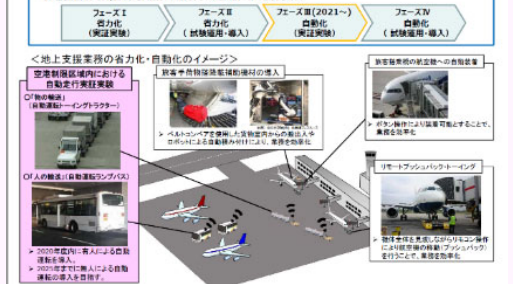 フェーズⅠ
省力化
(実証実験)
フェーズⅡ
省力化
(試験運用・導入)
フェーズⅢ(2021～)
自動化
(実証実験)
フェーズⅣ
自動化
(試験運用・導入)
＜地上支援業務の省力化・自動化のイメージ＞
空港制限区域内における
自動走行実証実験
○「物の輸送」
(自動運転トーイングトラクター)
○「人の輸送」(自動運転ランプバス)
➢ 2020年度内に有人による自動
運転を導入。
➢ 2025年までに無人による自動
運転の導入を目指す。
旅客手荷物搭降載補助機材の導入
➢ ベルトコンベアを使用した貨物室内からの搬出入や
ロボットによる自動積み付けにより、業務を効率化
旅客搭乗橋の航空機への自動装着
➢ ボタン操作により装着可能とすることで、
業務を効率化
リモートプッシュバック・トーイング
➢ 機体全体を見渡しながらリモコン操作
により航空機の移動(プッシュバック)
を行うことで、業務を効率化